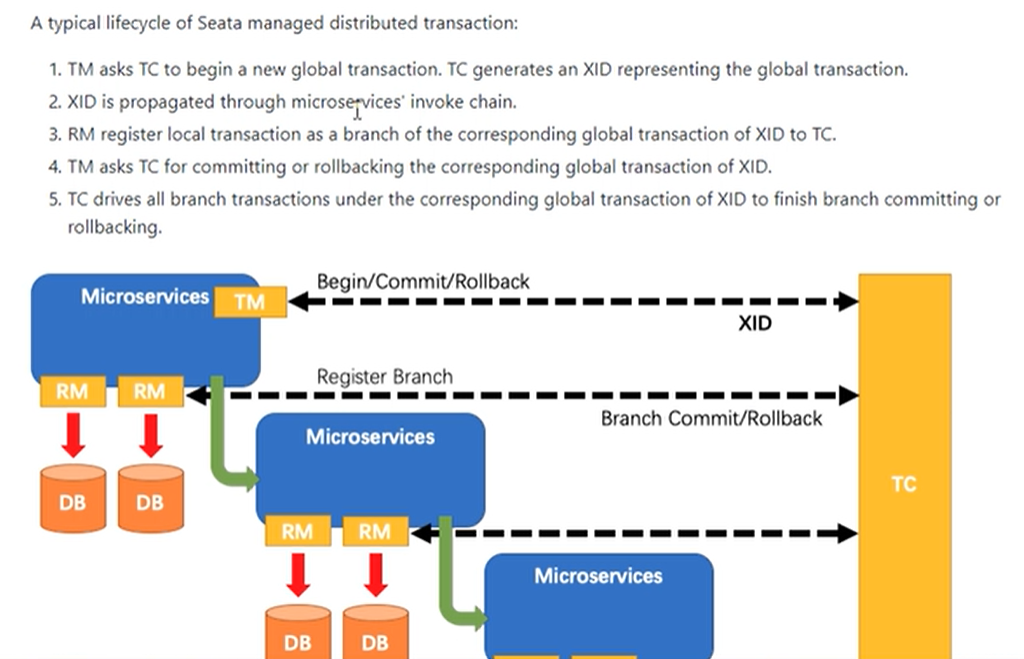 A typical lifecycle of Seata managed distributed transaction:
1. TM asks TC to begin a new global transaction. TC generates an XID representing the global transaction.
2. XID is propagated through microservices' invoke chain.
3. RM register local transaction as a branch of the corresponding global transaction of XID to TC.
4. TM asks TC for committing or rollbacking the corresponding global transaction of XID.
5. TC drives all branch transactions under the corresponding global transaction of XID to finish branch committing or
rollbacking.
Begin/Commit/Rollback
Microservices
TM
XID
Register Branch
RM
RM
Branch Commit/Rollback
Microservices
TC
DB
DB
RM
RM
Microservices
DB
DB